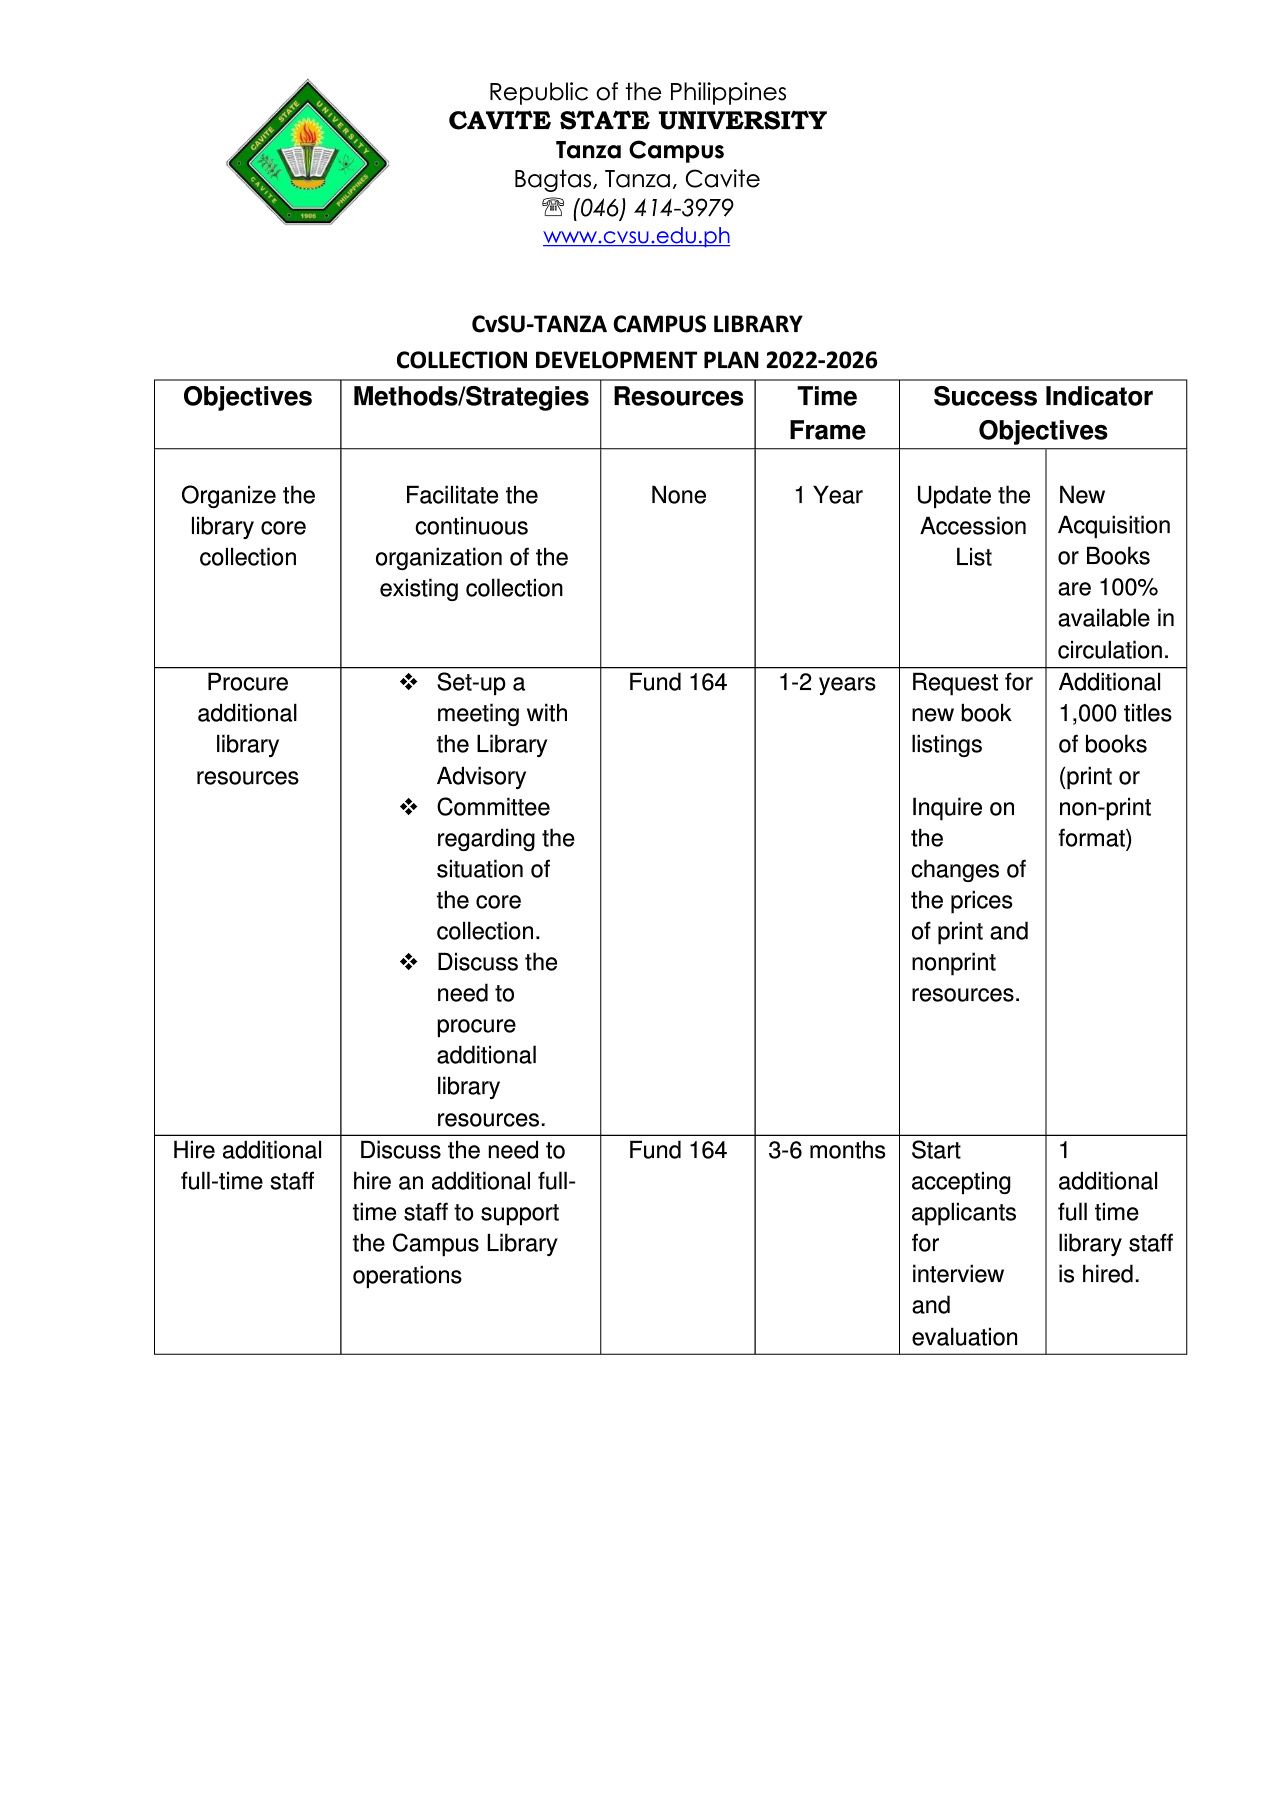 CAVITE STATE UNIVERSITY
CAVITE PHILIPPINES
1906
Republic of the Philippines
CAVITE STATE UNIVERSITY
Tanza Campus
Bagtas, Tanza, Cavite
☏ (046) 414-3979
www.cvsu.edu.ph
CvSU-TANZA CAMPUS LIBRARY
COLLECTION DEVELOPMENT PLAN 2022-2026
Objectives
Methods/Strategies
Resources
Time
Frame
Success Indicator
Objectives
Organize the
library core
collection
Facilitate the
continuous
organization of the
existing collection
None
1 Year
Update the
Accession
List
New
Acquisition
or Books
are 100%
available in
circulation.
Procure
additional
library
resources
❖ Set-up a
meeting with
the Library
Advisory
❖ Committee
regarding the
situation of
the core
collection.
❖ Discuss the
need to
procure
additional
library
resources.
Fund 164
1-2 years
Request for
new book
listings
Inquire on
the
changes of
the prices
of print and
nonprint
resources.
Additional
1,000 titles
of books
(print or
non-print
format)
Hire additional
full-time staff
Discuss the need to
hire an additional full-
time staff to support
the Campus Library
operations
Fund 164
3-6 months
Start
accepting
applicants
for
interview
and
evaluation
1
additional
full time
library staff
is hired.